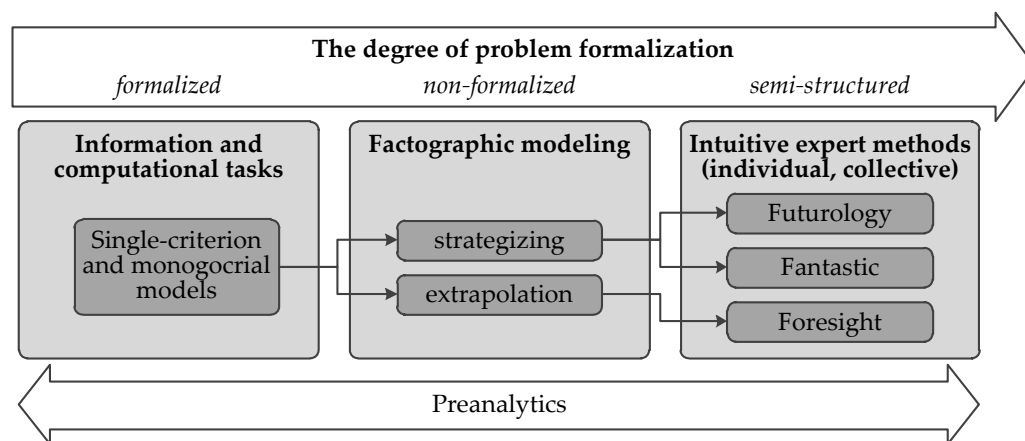 The degree of problem formalization
formalized
non-formalized
semi-structured
Information and
computational tasks
Single-criterion
and monogocrial
models
Factographic modeling
strategizing
extrapolation
Intuitive expert methods
(individual, collective)
Futurology
Fantastic
Foresight
Preanalytics